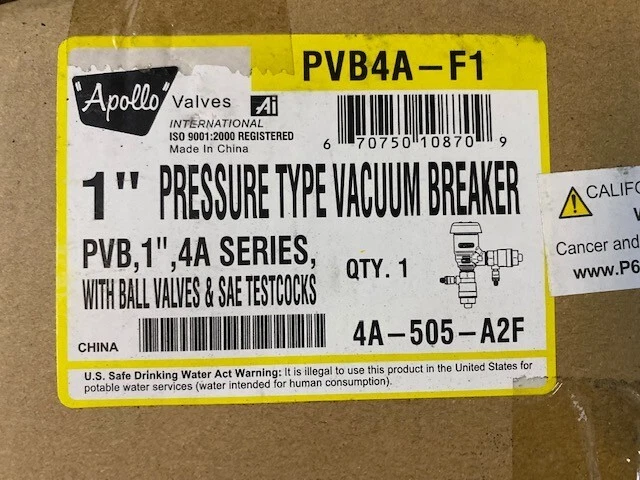 PVB4A-F1
"Apollo"
Valves Ai
INTERNATIONAL
ISO 9001:2000 REGISTERED
Made In China
6 70750 10870 9
1" PRESSURE TYPE VACUUM BREAKER
PVB,1",4A SERIES,
WITH BALL VALVES & SAE TESTCOCKS
QTY. 1
CHINA
4A-505-A2F
U.S. Safe Drinking Water Act Warning: It is illegal to use this product in the United States for
potable water services (water intended for human consumption).
CALIFO
Cancer and
www.P6